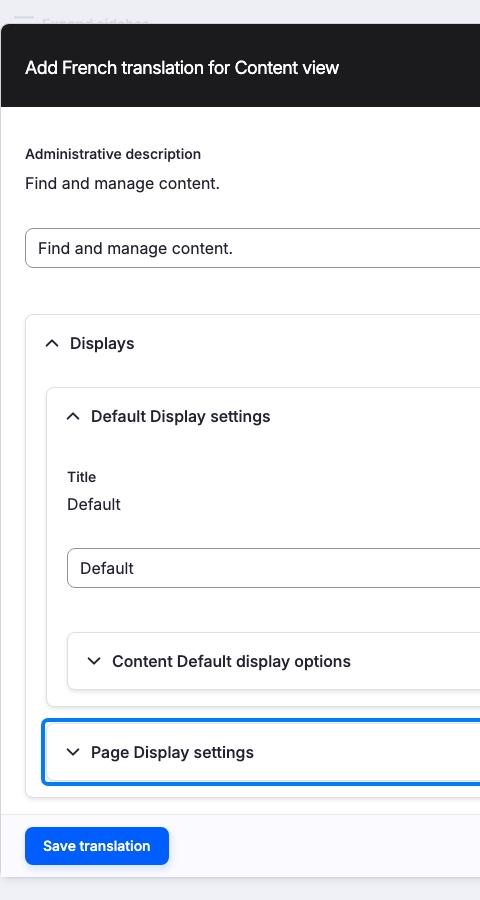 Add French translation for Content view
Administrative description
Find and manage content.
Find and manage content.
Displays
Default Display settings
Title
Default
Default
Content Default display options
Page Display settings
Save translation